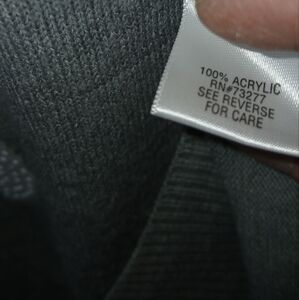 100% ACRYLIC
RN#73277
SEE REVERSE
FOR CARE